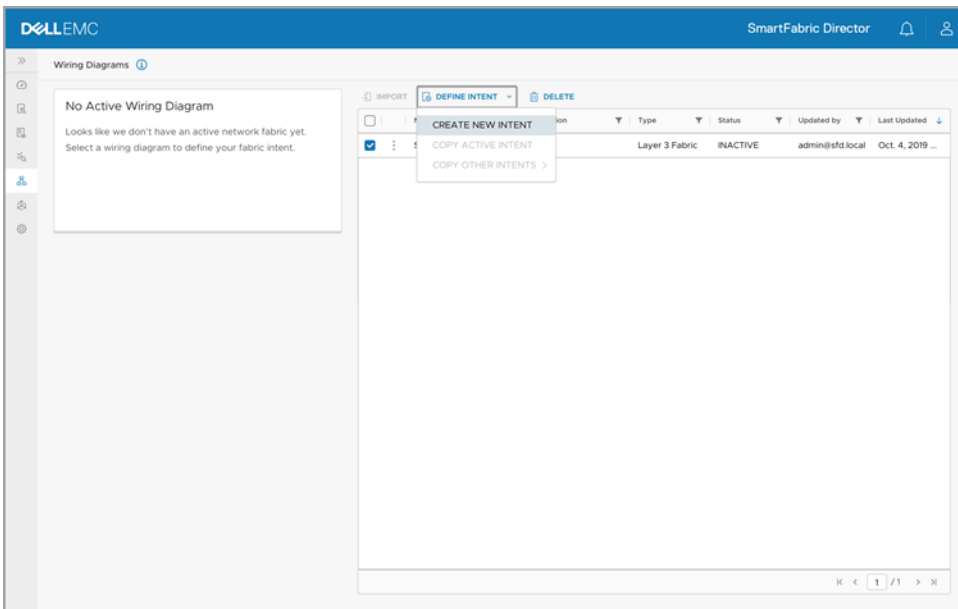 DELLEMC
SmartFabric Director
Wiring Diagrams
No Active Wiring Diagram
Looks like we don't have an active network fabric yet.
Select a wiring diagram to define your fabric intent.
IMPORT DEFINE INTENT DELETE
Type Status Updated by Last Updated
CREATE NEW INTENT
COPY ACTIVE INTENT
COPY OTHER INTENTS >
Layer 3 Fabric INACTIVE admin@sfd.local Oct. 4, 2019 ...
1 / 1